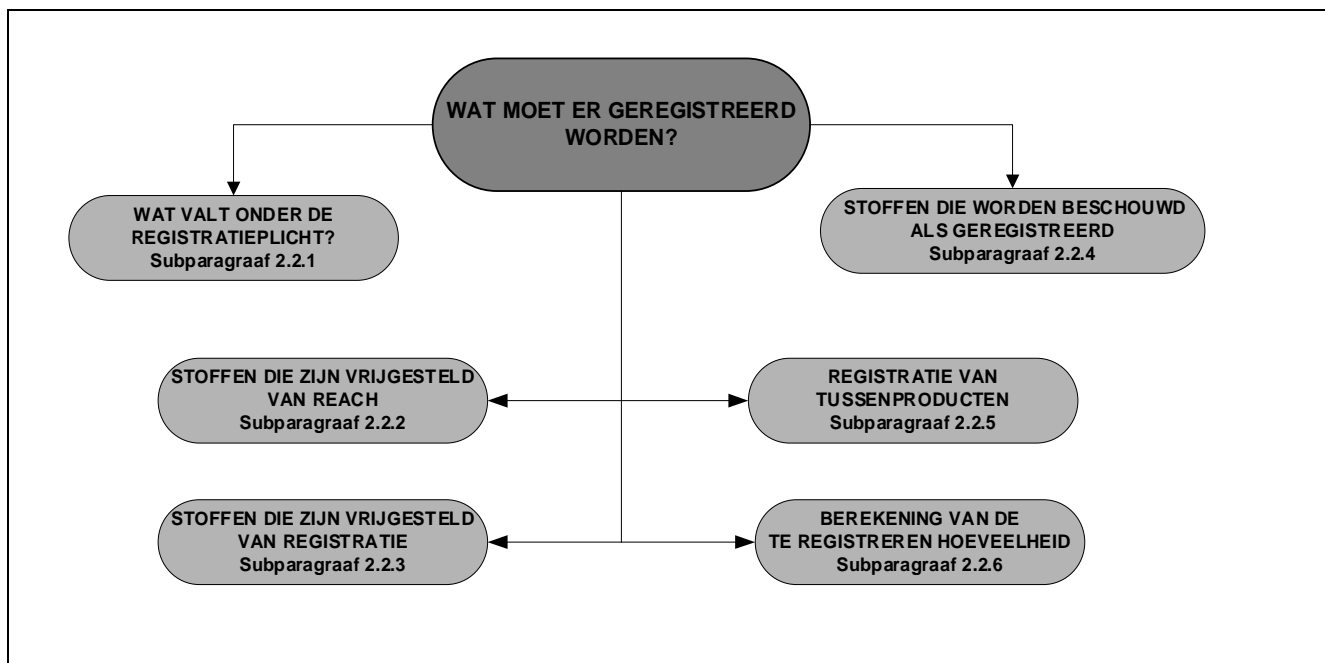 WAT MOET ER GEREGISTREERD
WORDEN?
WAT VALT ONDER DE
REGISTRATIEPLICHT?
Subparagraaf 2.2.1
STOFFEN DIE WORDEN BESCHOUWD
ALS GEREGISTREERD
Subparagraaf 2.2.4
STOFFEN DIE ZIJN VRIJGESTELD
VAN REACH
Subparagraaf 2.2.2
REGISTRATIE VAN
TUSSENPRODUCTEN
Subparagraaf 2.2.5
STOFFEN DIE ZIJN VRIJGESTELD
VAN REGISTRATIE
Subparagraaf 2.2.3
BEREKENING VAN DE
TE REGISTREREN HOEVEELHEID
Subparagraaf 2.2.6